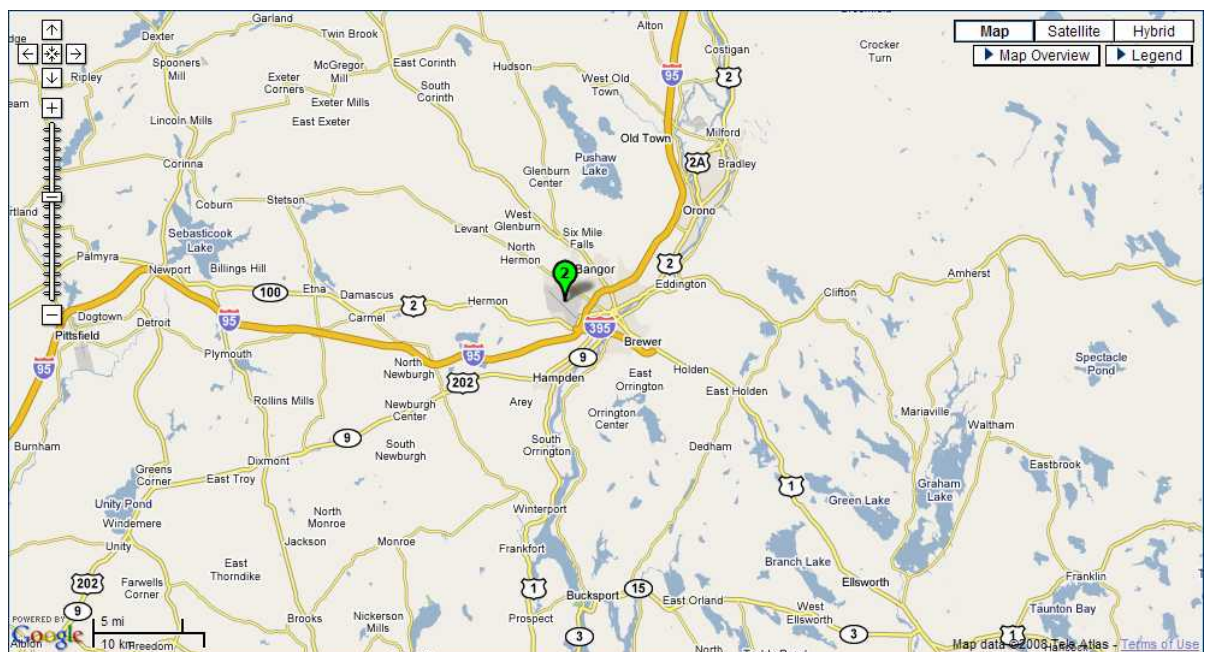 Dexter
Garland
Twin Brook
Alton
Costigan
Map
Satellite
Hybrid
Map Overview
Legend
Crocker
Turn
Ripley
Spooners
Mill
Exeter
Corners
McGregor
Mill
East Corinth
Hudson
95
2
South
Corinth
West Old
Town
Exeter Mills
East Exeter
Lincoln Mills
Old Town
Milford
2A
Bradley
Corinna
Pushaw
Lake
Glenburn
Center
Coburn
Stetson
West
Glenburn
Orono
Levant
Six Mile
Falls
Sebasticook
Lake
North
Hermon
Palmyra
Newport
Billings Hill
2
Bangor
2
Eddington
Amherst
100
Etna
Damascus
2
Hermon
Clifton
Dogtown
Detroit
95
Carmel
395
Pittsfield
Plymouth
95
9
Brewer
95
North
Newburgh
202
Hampden
East
Orrington
Holden
Spectacle
Pond
East Holden
Rollins Mills
Newburgh
Center
Arey
Orrington
Center
Mariaville
Waltham
Burnham
9
South
Newburgh
South
Orrington
Dedham
Greens
Corner
Dixmont
East Troy
1
Eastbrook
Unity Pond
Windemere
North
Monroe
Winterport
Green Lake
Graham
Lake
Unity
Jackson
Monroe
Frankfort
Branch Lake
East
Thorndike
202
Farwells
Corner
1
15
Ellsworth
Franklin
Bucksport
East Orland
West
Ellsworth
Taunton Bay
9
Brooks
Nickerson
Mills
Prospect
3
3
1
POWERED BY
Google
5 mi
10 km
Albion
Freedom
Map data ©2008 Tele Atlas - Terms of Use